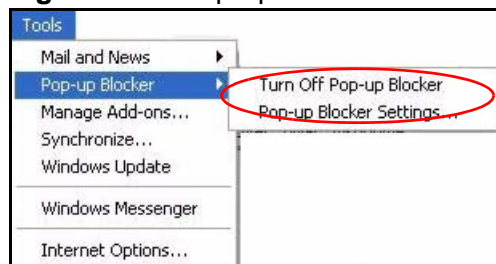 Tools
Mail and News
Pop-up Blocker
Turn Off Pop-up Blocker
Manage Add-ons...
Pop-up Blocker Settings...
Synchronize...
Windows Update
Windows Messenger
Internet Options...